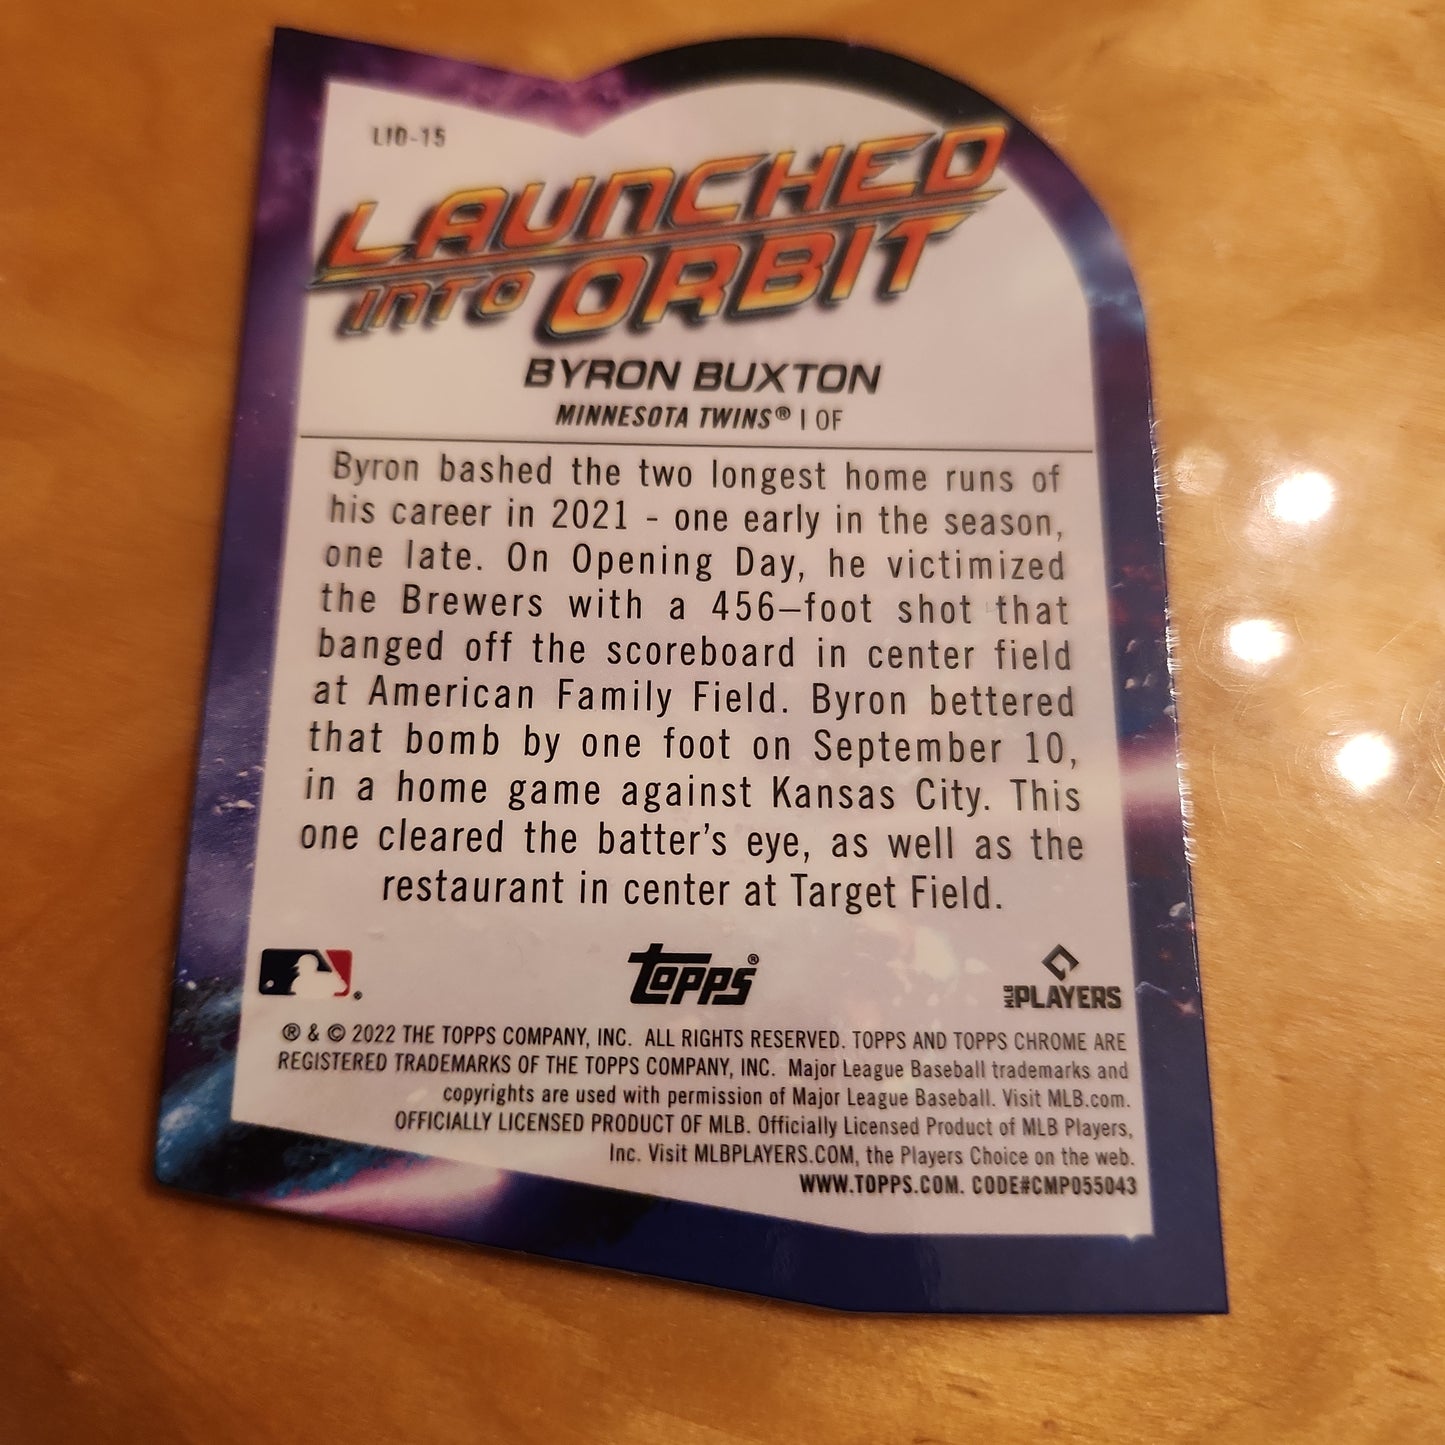 LIO-15
LAUNCHED
INTO ORBIT
BYRON BUXTON
MINNESOTA TWINS® | OF
Byron bashed the two longest home runs of
his career in 2021 - one early in the season,
one late. On Opening Day, he victimized
the Brewers with a 456–foot shot that
banged off the scoreboard in center field
at American Family Field. Byron bettered
that bomb by one foot on September 10,
in a home game against Kansas City. This
one cleared the batter's eye, as well as the
restaurant in center at Target Field.
® topps® MLB PLAYERS
® & © 2022 THE TOPPS COMPANY, INC. ALL RIGHTS RESERVED. TOPPS AND TOPPS CHROME ARE
REGISTERED TRADEMARKS OF THE TOPPS COMPANY, INC. Major League Baseball trademarks and
copyrights are used with permission of Major League Baseball. Visit MLB.com.
OFFICIALLY LICENSED PRODUCT OF MLB. Officially Licensed Product of MLB Players,
Inc. Visit MLBPLAYERS.COM, the Players Choice on the web.
WWW.TOPPS.COM. CODE#CMP055043